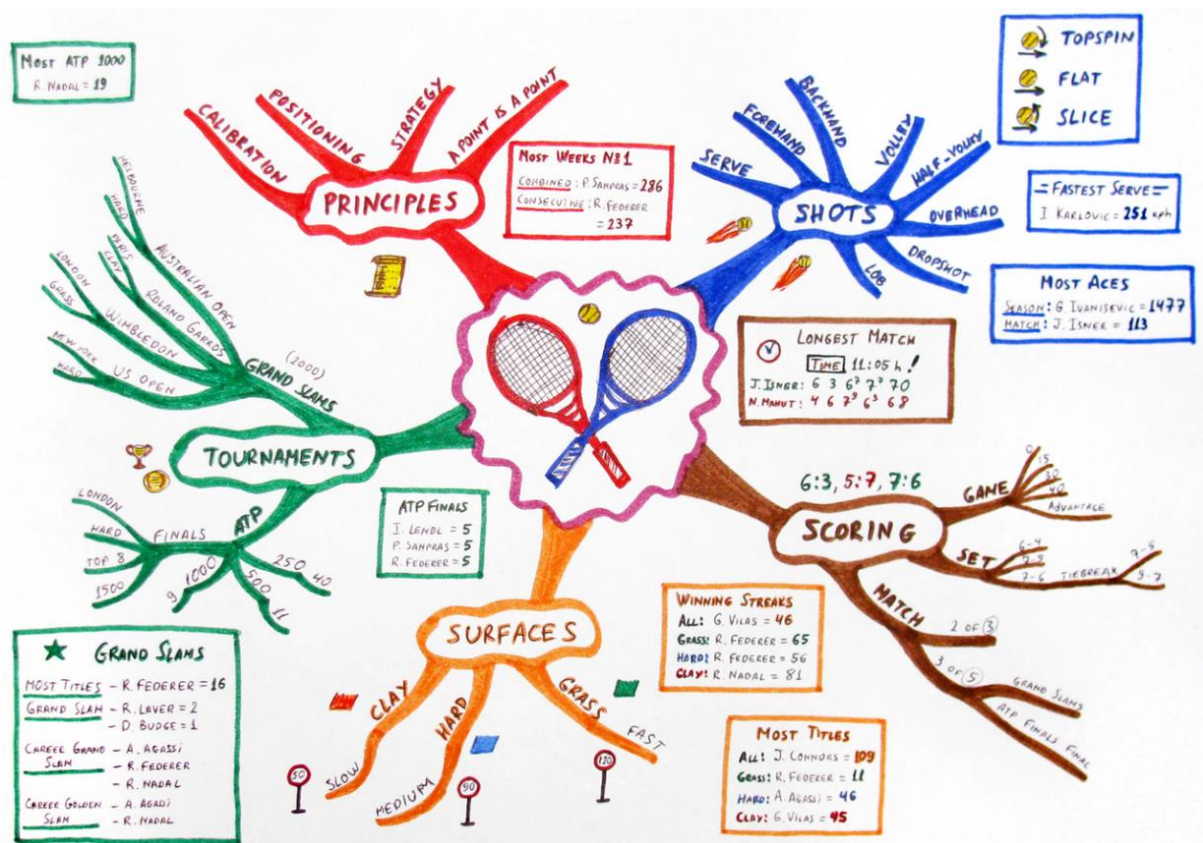 MOST ATP 1000
R. NADAL = 19
CALIBRATION
POSITIONING
STRATEGY
A POINT IS A POINT
PRINCIPLES
MOST WEEKS №1
COMBINED: P. SAMPRAS = 286
CONSECUTIVE: R. FEDERER
= 237
SERVE
FOREHAND
BACKHAND
VOLLEY
HALF-VOLLEY
OVERHEAD
DROPSHOT
LOB
SHOTS
TOPSPIN
FLAT
SLICE
= FASTEST SERVE =
I. KARLOVIC = 251 kph
MOST ACES
SEASON: G. IVANISEVIC = 1477
MATCH: J. ISNER = 113
LONGEST MATCH
TIME 11:05 h !
J. ISNER: 6 3 6⁷ 7⁷ 70
N. MAHUT: 4 6 7⁹ 6³ 68
MELBOURNE
HARD
AUSTRALIAN OPEN
PARIS
CLAY
ROLAND GARROS
LONDON
GRASS
WIMBLEDON
NEW YORK
HARD
US OPEN
(2000)
GRAND SLAMS
TOURNAMENTS
ATP
FINALS
LONDON
HARD
TOP 8
1500
1000
9
500
11
250
40
ATP FINALS
I. LENDL = 5
P. SAMPRAS = 5
R. FEDERER = 5
GRAND SLAMS
MOST TITLES - R. FEDERER = 16
GRAND SLAM - R. LAVER = 2
- D. BUDGE = 1
CAREER GRAND - A. AGASSI
SLAM - R. FEDERER
- R. NADAL
CAREER GOLDEN - A. AGASSI
SLAM - R. NADAL
SURFACES
CLAY
SLOW
50
HARD
MEDIUM
90
GRASS
FAST
120
WINNING STREAKS
ALL: G. VILAS = 46
GRASS: R. FEDERER = 65
HARD: R. FEDERER = 56
CLAY: R. NADAL = 81
MOST TITLES
ALL: J. CONNORS = 109
GRASS: R. FEDERER = 11
HARD: A. AGASSI = 46
CLAY: G. VILAS = 45
6:3, 5:7, 7:6
SCORING
GAME
0
15
30
40
ADVANTAGE
SET
6-4
7-5
7-6
TIEBREAK
7-5
9-7
MATCH
2 OF 3
3 OF 5
GRAND SLAMS
ATP FINALS FINAL